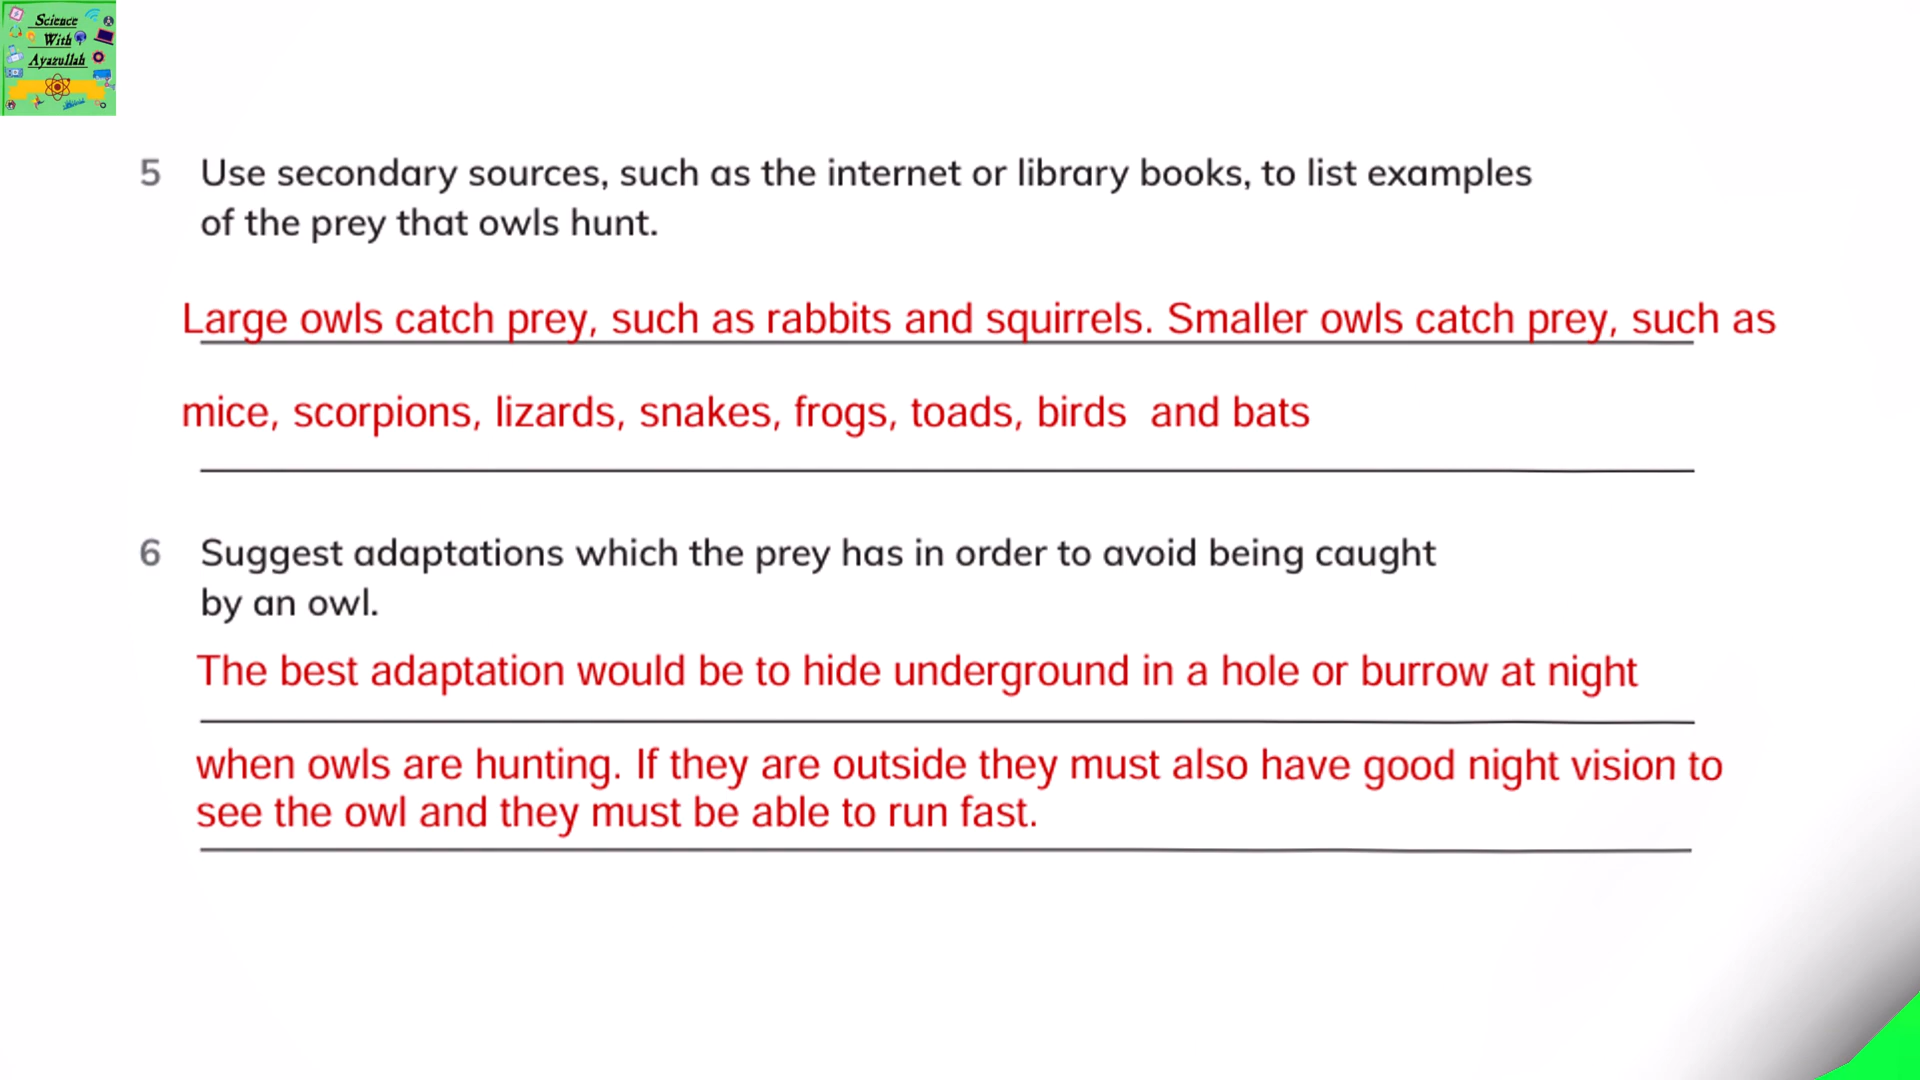 Science
With
Ayazullah
5 Use secondary sources, such as the internet or library books, to list examples
of the prey that owls hunt.
Large owls catch prey, such as rabbits and squirrels. Smaller owls catch prey, such as
mice, scorpions, lizards, snakes, frogs, toads, birds  and bats
6 Suggest adaptations which the prey has in order to avoid being caught
by an owl.
The best adaptation would be to hide underground in a hole or burrow at night
when owls are hunting. If they are outside they must also have good night vision to
see the owl and they must be able to run fast.